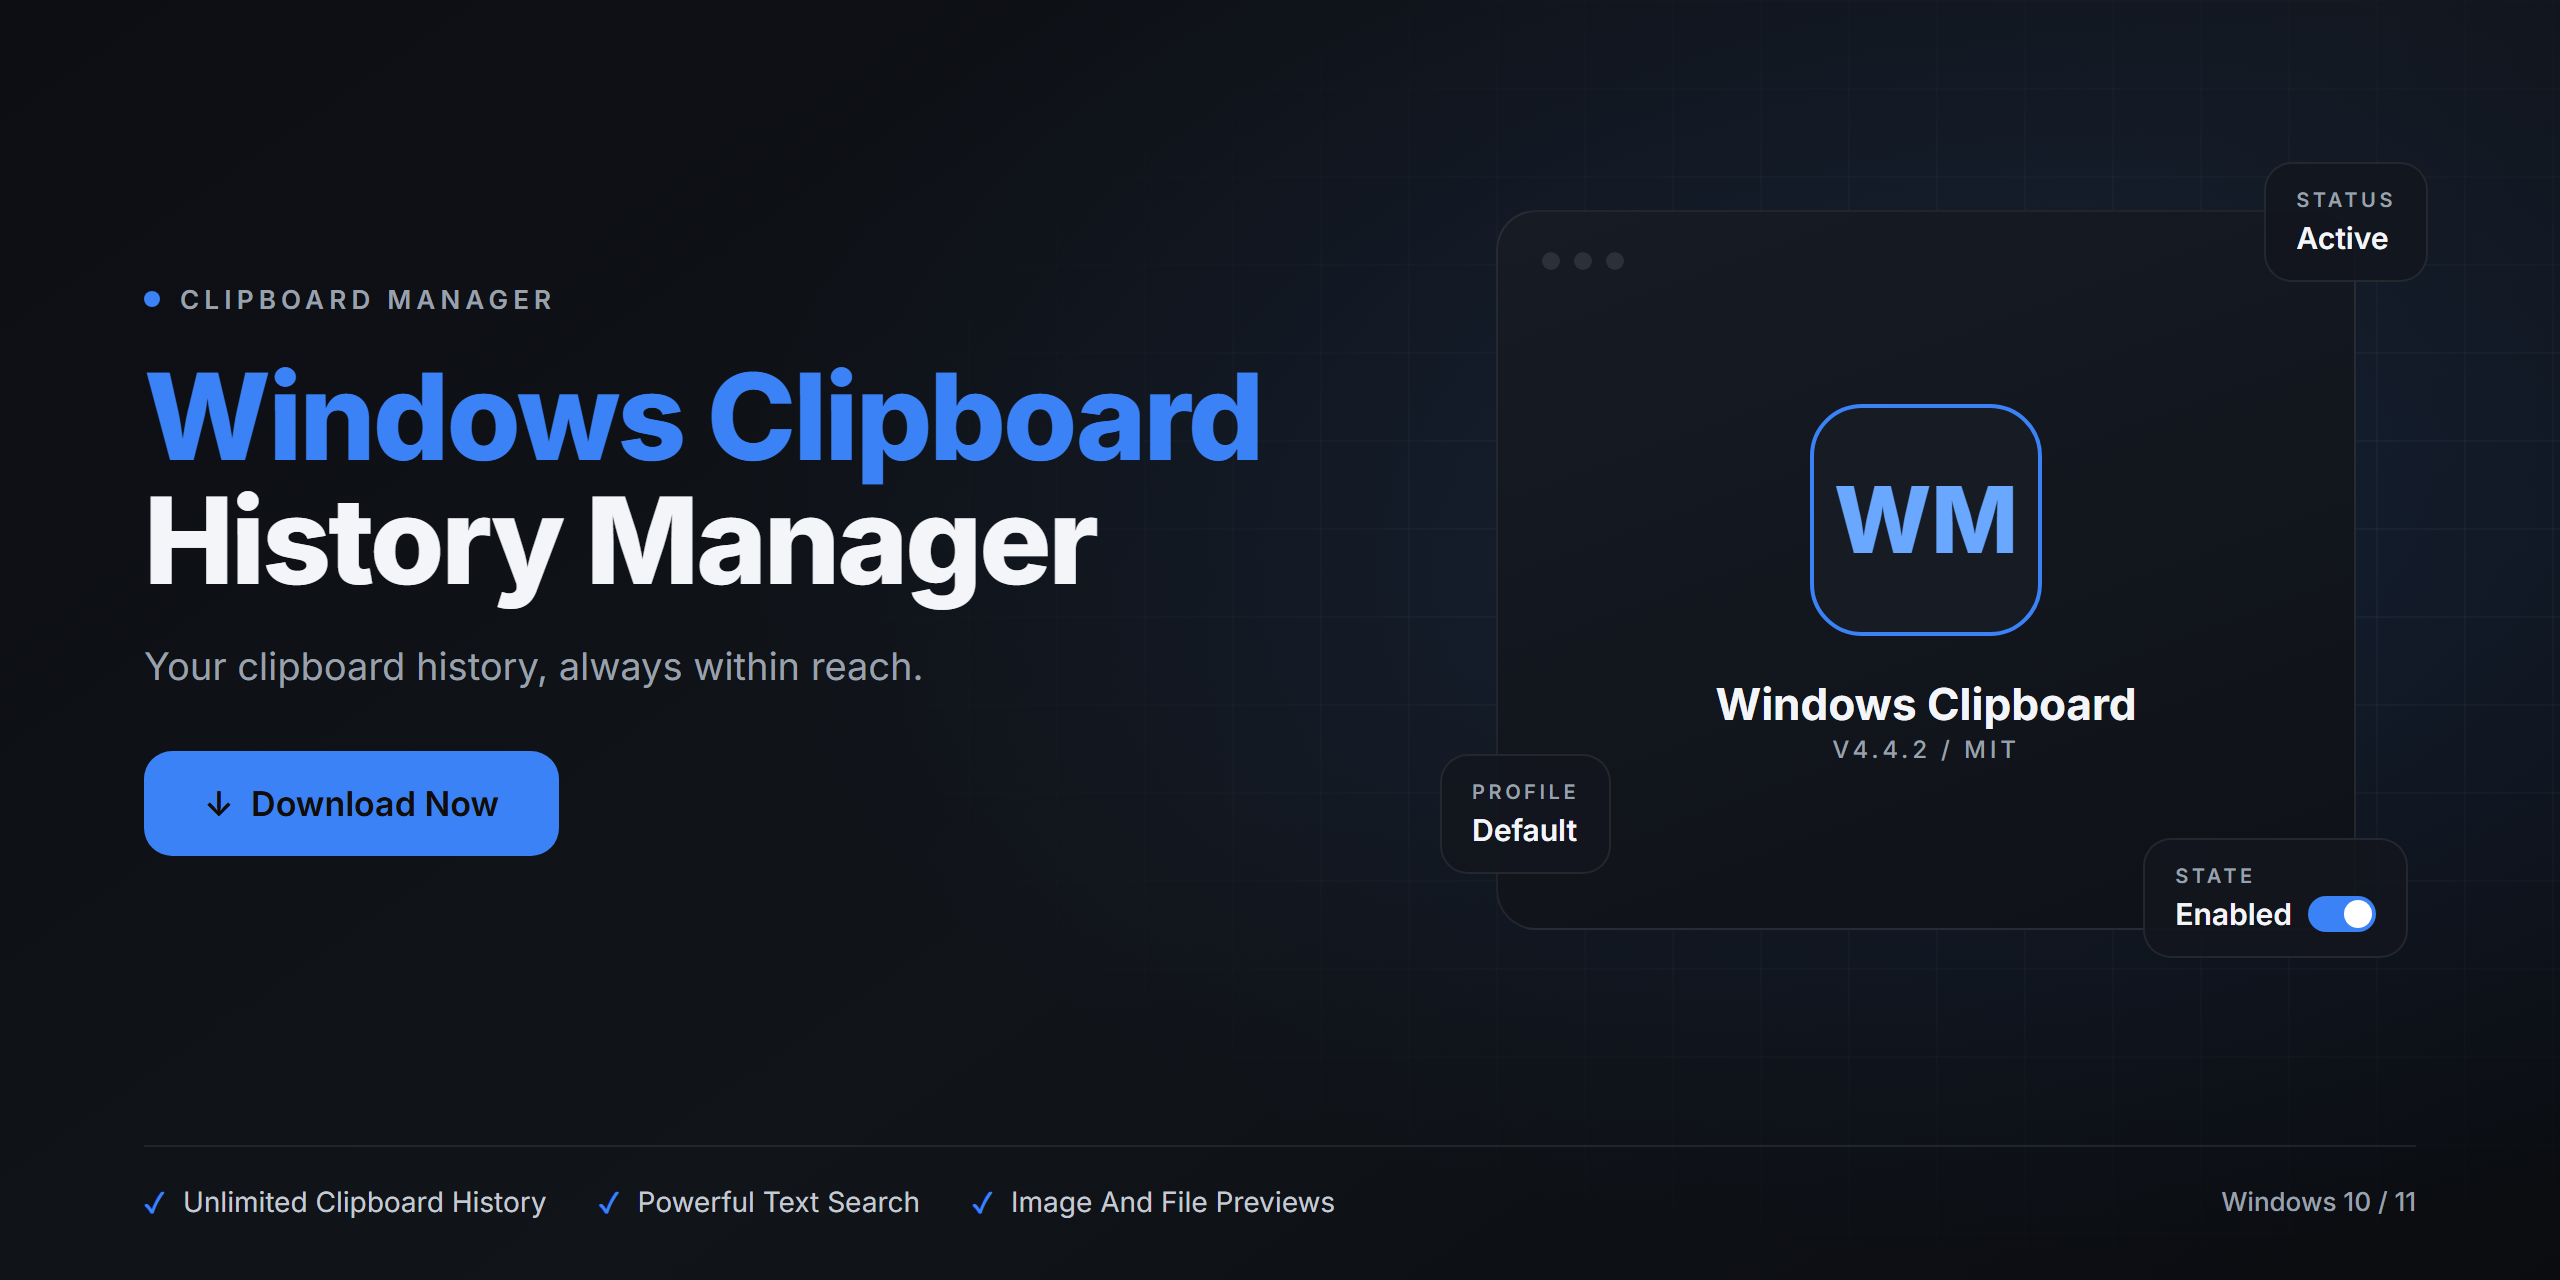 CLIPBOARD MANAGER
Windows Clipboard
History Manager
Your clipboard history, always within reach.
↓ Download Now
STATUS
Active
WM
Windows Clipboard
V4.4.2 / MIT
PROFILE
Default
STATE
Enabled
✓ Unlimited Clipboard History
✓ Powerful Text Search
✓ Image And File Previews
Windows 10 / 11